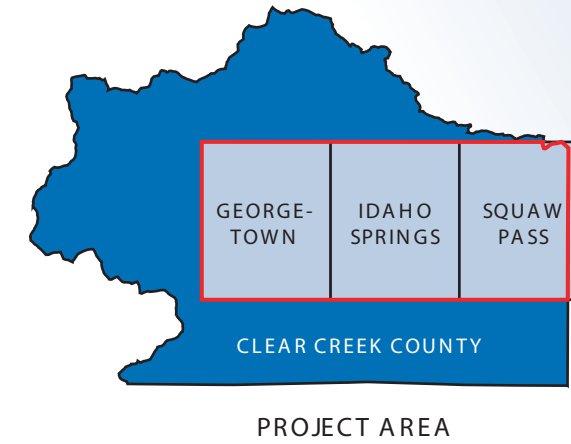 GEORGE-
TOWN
IDAHO
SPRINGS
SQUAW
PASS
CLEAR CREEK COUNTY
PROJECT AREA